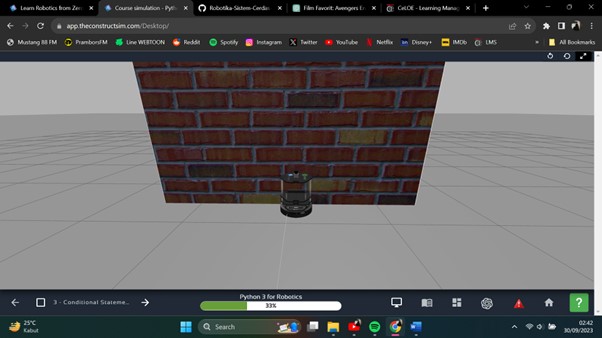 Learn Robotics from Zer
Course simulation - Pyth
Robotika-Sistem-Cerdas
Film Favorit: Avengers En
CeLOE - Learning Manag
app.theconstructsim.com/Desktop/
Mustang 88 FM
PramborsFM
Line WEBTOON
Reddit
Spotify
Instagram
Twitter
YouTube
Netflix
Disney+
IMDb
LMS
»
All Bookmarks
Python 3 for Robotics
3 - Conditional Stateme...
33%
?
25°C
Kabut
Search
02:42
30/09/2023